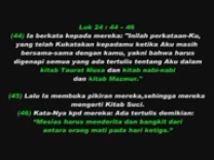 Luk 24 : 44 – 46
(44) Ia berkata kepada mereka: "Inilah perkataan-Ku,
yang telah Kukatakan kepadamu ketika Aku masih
bersama-sama dengan kamu, yakni bahwa harus
digenapi semua yang ada tertulis tentang Aku dalam
kitab Taurat Musa dan kitab nabi-nabi
dan kitab Mazmur."
(45) Lalu Ia membuka pikiran mereka,sehingga mereka
mengerti Kitab Suci.
(46) Kata-Nya kpd mereka: Ada tertulis demikian:
"Mesias harus menderita dan bangkit dari
antara orang mati pada hari ketiga."